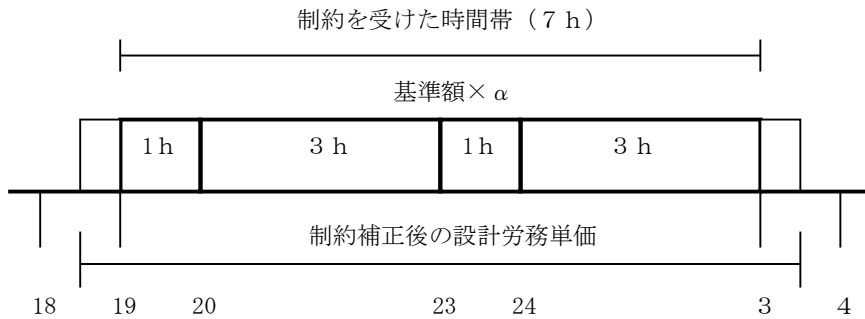 制約を受けた時間帯（７ｈ）
基準額×α
1ｈ ３ｈ １ｈ ３ｈ
制約補正後の設計労務単価
18 19 20 23 24 3 4